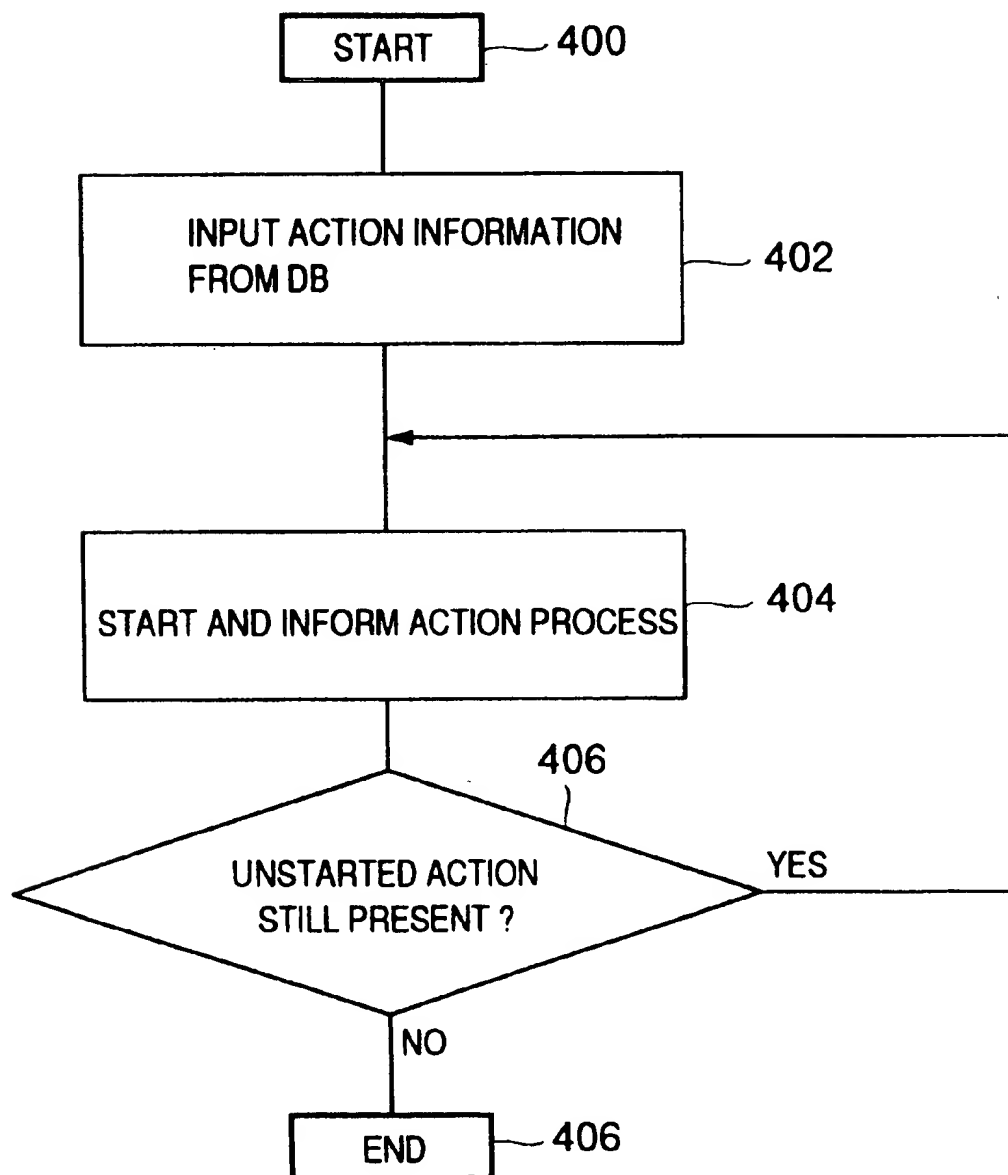 START
400
INPUT ACTION INFORMATION
FROM DB
402
START AND INFORM ACTION PROCESS
404
406
UNSTARTED ACTION
STILL PRESENT ?
YES
NO
END
406